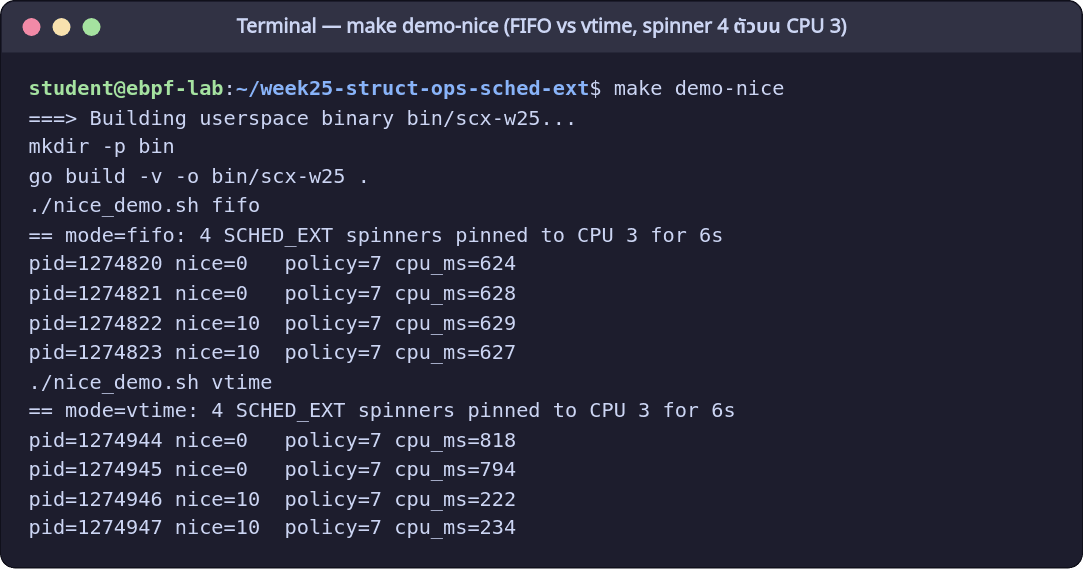 Terminal — make demo-nice (FIFO vs vtime, spinner 4 ตัวบน CPU 3)
student@ebpf-lab:~/week25-struct-ops-sched-ext$ make demo-nice
===> Building userspace binary bin/scx-w25...
mkdir -p bin
go build -v -o bin/scx-w25 .
./nice_demo.sh fifo
== mode=fifo: 4 SCHED_EXT spinners pinned to CPU 3 for 6s
pid=1274820 nice=0   policy=7 cpu_ms=624
pid=1274821 nice=0   policy=7 cpu_ms=628
pid=1274822 nice=10  policy=7 cpu_ms=629
pid=1274823 nice=10  policy=7 cpu_ms=627
./nice_demo.sh vtime
== mode=vtime: 4 SCHED_EXT spinners pinned to CPU 3 for 6s
pid=1274944 nice=0   policy=7 cpu_ms=818
pid=1274945 nice=0   policy=7 cpu_ms=794
pid=1274946 nice=10  policy=7 cpu_ms=222
pid=1274947 nice=10  policy=7 cpu_ms=234